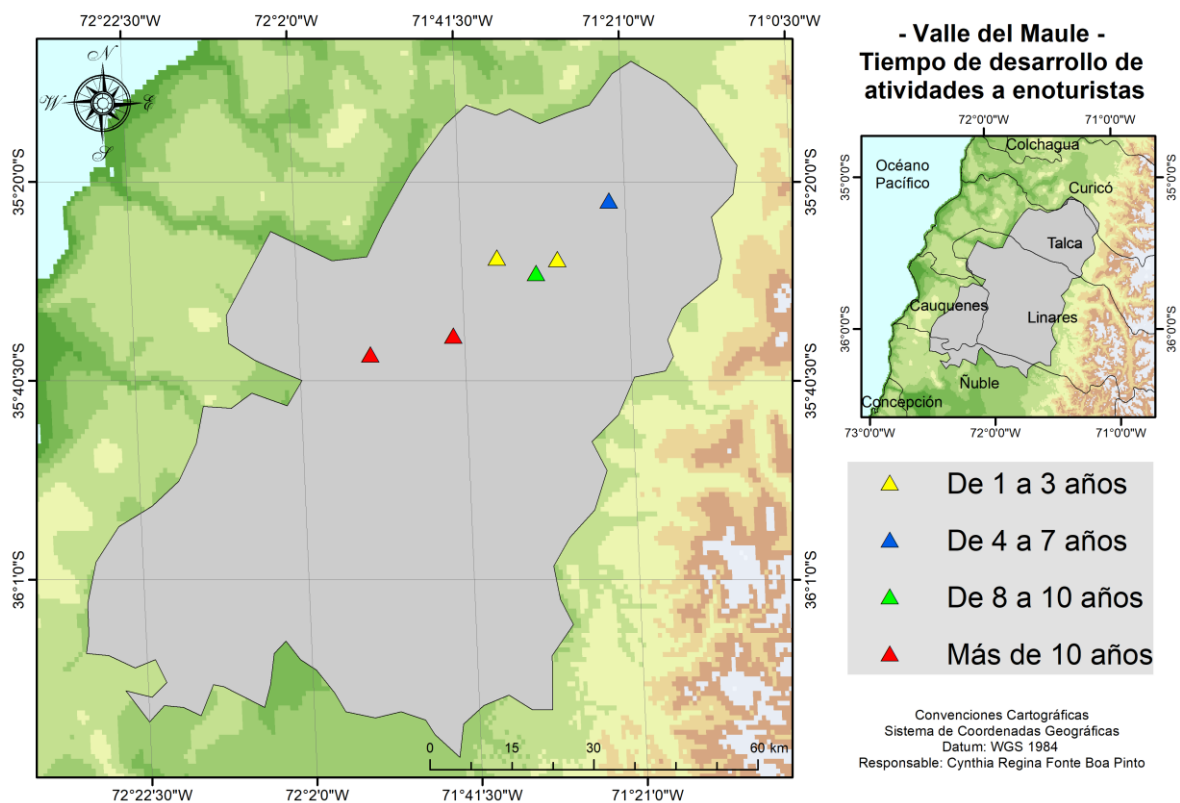 72°22'30"W
72°2'0"W
71°41'30"W
71°21'0"W
71°0'30"S
N
W
E
S
35°20'0"S
35°40'30"S
36°1'0"S
35°20'0"S
35°40'30"S
36°1'0"S
0
15
30
60 km
72°22'30"W
72°2'0"W
71°41'30"W
71°21'0"W
- Valle del Maule -
Tiempo de desarrollo de
atividades a enoturistas
72°0'0"W
71°0'0"W
Colchagua
Océano
Pacífico
Curicó
Talca
Cauquenes
Linares
Ñuble
Concepción
35°0'0"S
36°0'0"S
35°0'0"S
36°0'0"S
73°0'0"W
72°0'0"W
71°0'0"W
De 1 a 3 años
De 4 a 7 años
De 8 a 10 años
Más de 10 años
Convenciones Cartográficas
Sistema de Coordenadas Geográficas
Datum: WGS 1984
Responsable: Cynthia Regina Fonte Boa Pinto